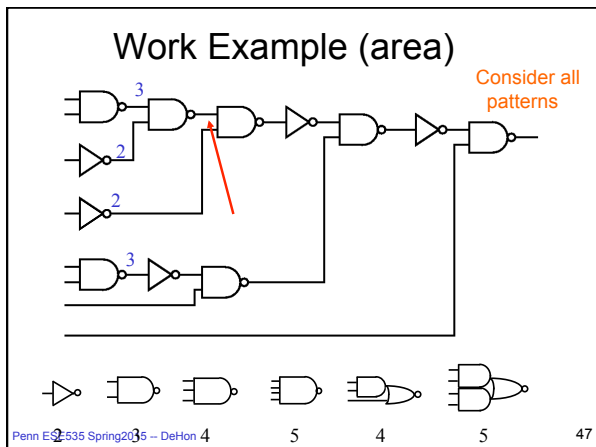 Work Example (area)
Consider all
patterns
3
2
2
3
2 3 4 5 4 5
Penn ESE535 Spring2015 -- DeHon
47